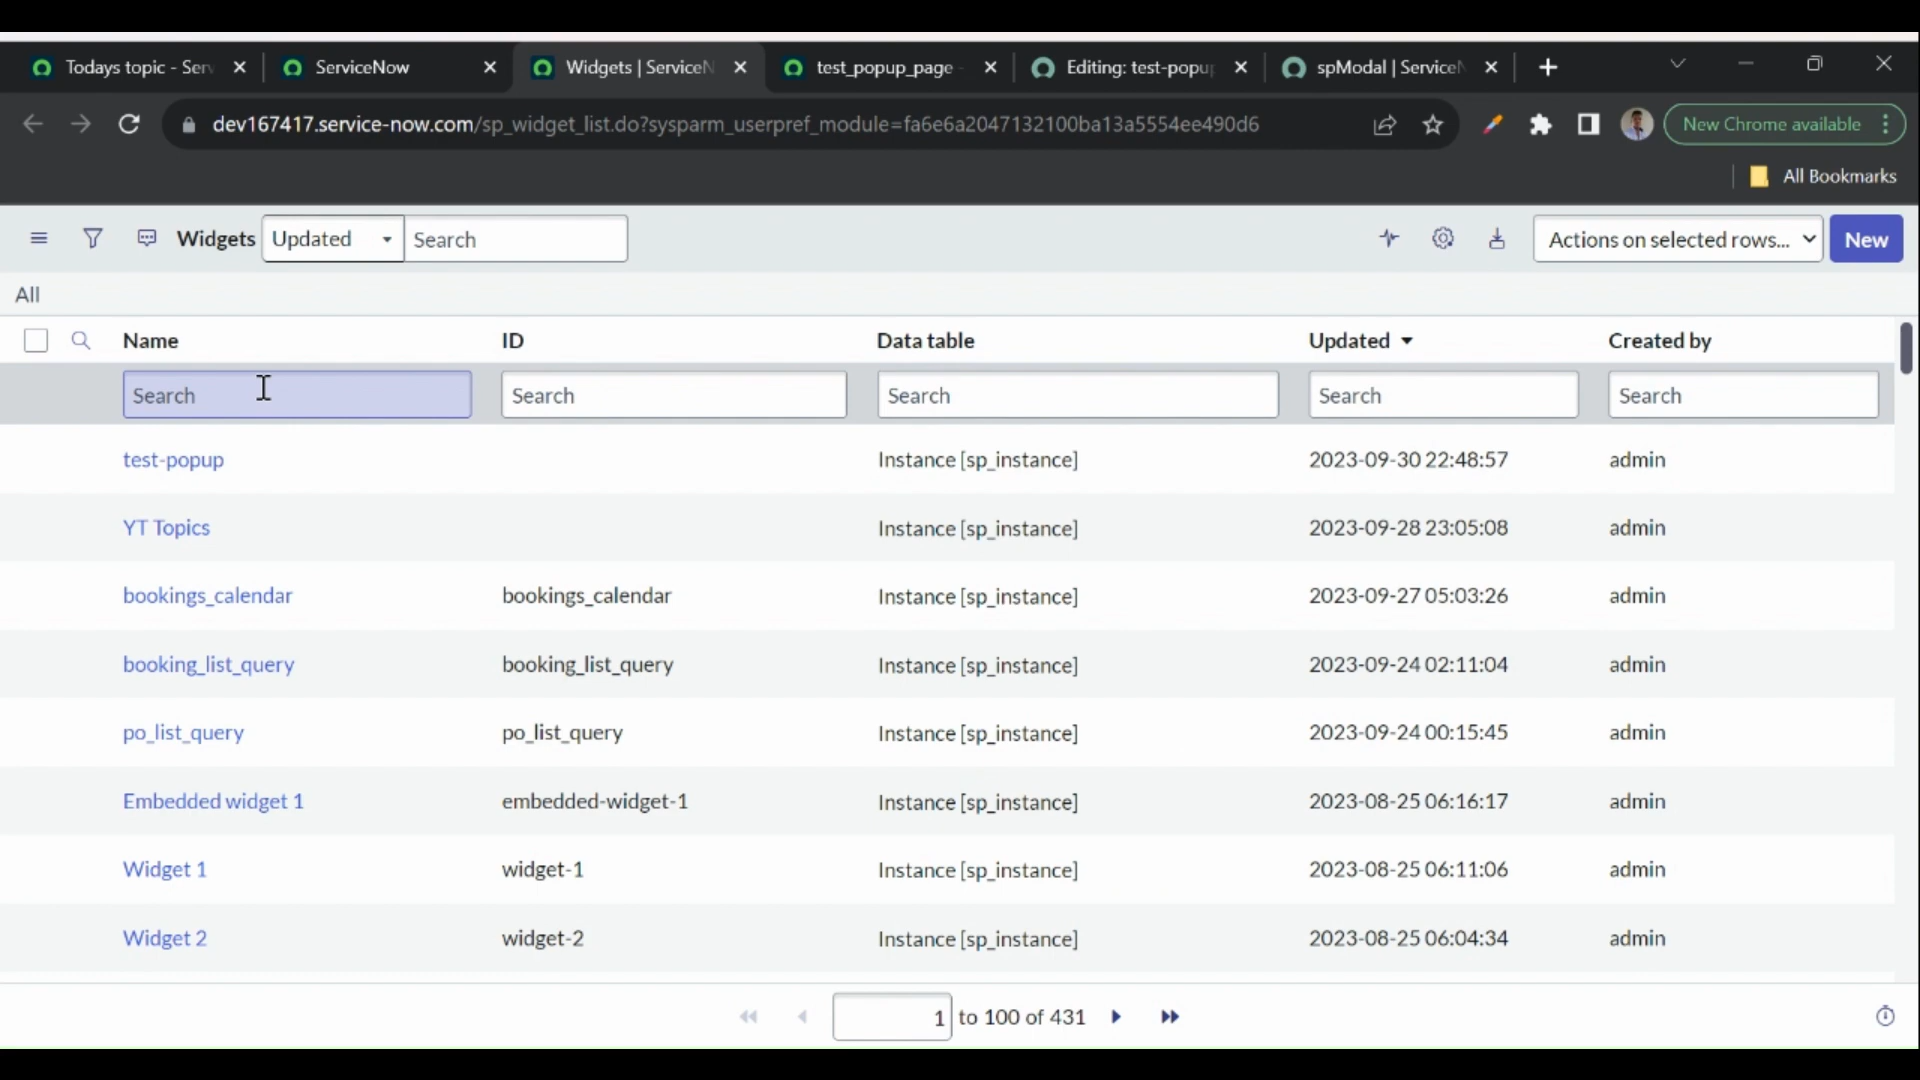 Todays topic - Serv
ServiceNow
Widgets | ServiceN
test_popup_page -
Editing: test-popup
spModal | ServiceN
dev167417.service-now.com/sp_widget_list.do?sysparm_userpref_module=fa6e6a2047132100ba13a5554ee490d6
New Chrome available
All Bookmarks
Widgets Updated Search Actions on selected rows... New
All
Name ID Data table Updated Created by
Search Search Search Search Search
test-popup Instance [sp_instance] 2023-09-30 22:48:57 admin
YT Topics Instance [sp_instance] 2023-09-28 23:05:08 admin
bookings_calendar bookings_calendar Instance [sp_instance] 2023-09-27 05:03:26 admin
booking_list_query booking_list_query Instance [sp_instance] 2023-09-24 02:11:04 admin
po_list_query po_list_query Instance [sp_instance] 2023-09-24 00:15:45 admin
Embedded widget 1 embedded-widget-1 Instance [sp_instance] 2023-08-25 06:16:17 admin
Widget 1 widget-1 Instance [sp_instance] 2023-08-25 06:11:06 admin
Widget 2 widget-2 Instance [sp_instance] 2023-08-25 06:04:34 admin
1 to 100 of 431